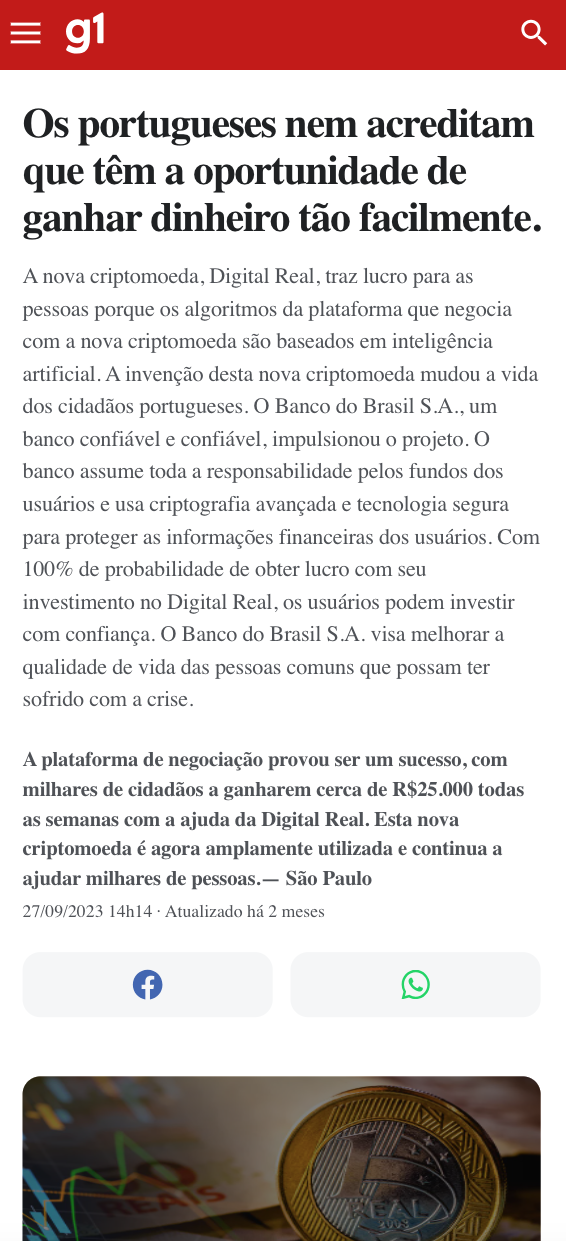 g1
Os portugueses nem acreditam
que têm a oportunidade de
ganhar dinheiro tão facilmente.
A nova criptomoeda, Digital Real, traz lucro para as
pessoas porque os algoritmos da plataforma que negocia
com a nova criptomoeda são baseados em inteligência
artificial. A invenção desta nova criptomoeda mudou a vida
dos cidadãos portugueses. O Banco do Brasil S.A., um
banco confiável e confiável, impulsionou o projeto. O
banco assume toda a responsabilidade pelos fundos dos
usuários e usa criptografia avançada e tecnologia segura
para proteger as informações financeiras dos usuários. Com
100% de probabilidade de obter lucro com seu
investimento no Digital Real, os usuários podem investir
com confiança. O Banco do Brasil S.A. visa melhorar a
qualidade de vida das pessoas comuns que possam ter
sofrido com a crise.
A plataforma de negociação provou ser um sucesso, com
milhares de cidadãos a ganharem cerca de R$25.000 todas
as semanas com a ajuda da Digital Real. Esta nova
criptomoeda é agora amplamente utilizada e continua a
ajudar milhares de pessoas.— São Paulo
27/09/2023 14h14 · Atualizado há 2 meses
REAIS
1
REAL